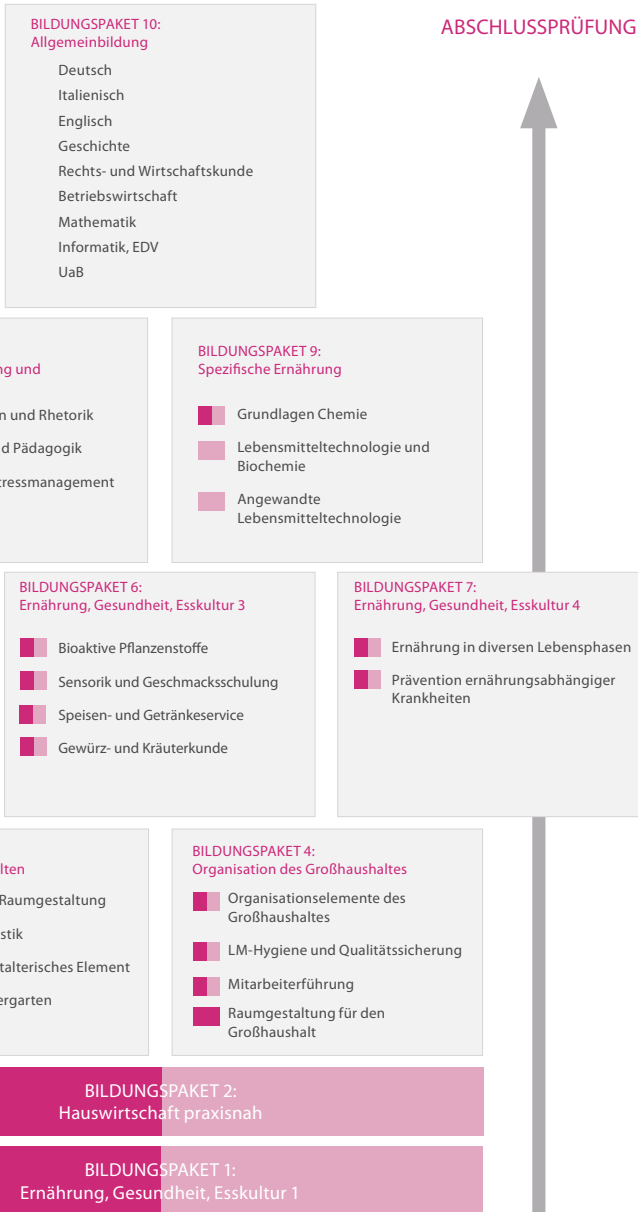 BILDUNGSPAKET 10:
Allgemeinbildung
Deutsch
Italienisch
Englisch
Geschichte
Rechts- und Wirtschaftskunde
Betriebswirtschaft
Mathematik
Informatik, EDV
UaB
ABSCHLUSSPRÜFUNG
ng und
n und Rhetorik
d Pädagogik
tressmanagement
BILDUNGSPAKET 9:
Spezifische Ernährung
Grundlagen Chemie
Lebensmitteltechnologie und
Biochemie
Angewandte
Lebensmitteltechnologie
BILDUNGSPAKET 6:
Ernährung, Gesundheit, Esskultur 3
Bioaktive Pflanzenstoffe
Sensorik und Geschmacksschulung
Speisen- und Getränkeservice
Gewürz- und Kräuterkunde
BILDUNGSPAKET 7:
Ernährung, Gesundheit, Esskultur 4
Ernährung in diversen Lebensphasen
Prävention ernährungsabhängiger
Krankheiten
lten
Raumgestaltung
stik
talterisches Element
ergarten
BILDUNGSPAKET 4:
Organisation des Großhaushaltes
Organisationselemente des
Großhaushaltes
LM-Hygiene und Qualitätssicherung
Mitarbeiterführung
Raumgestaltung für den
Großhaushalt
BILDUNGSPAKET 2:
Hauswirtschaft praxisnah
BILDUNGSPAKET 1:
Ernährung, Gesundheit, Esskultur 1